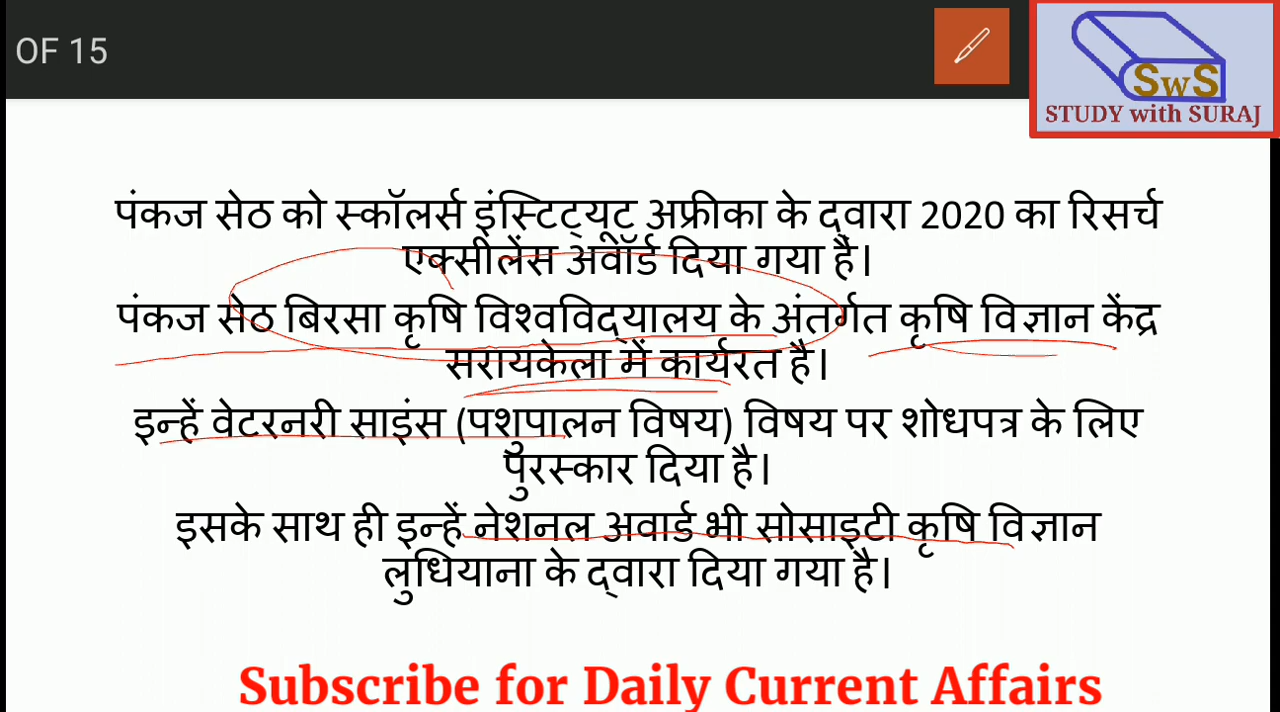 OF 15
SwS
STUDY with SURAJ
पंकज सेठ को स्कॉलर्स इंस्टिट्यूट अफ्रीका के द्वारा 2020 का रिसर्च
एक्सीलेंस अवॉर्ड दिया गया है।
पंकज सेठ बिरसा कृषि विश्वविद्यालय के अंतर्गत कृषि विज्ञान केंद्र
सरायकेला में कार्यरत है।
इन्हें वेटरनरी साइंस (पशुपालन विषय) विषय पर शोधपत्र के लिए
पुरस्कार दिया है।
इसके साथ ही इन्हें नेशनल अवार्ड भी सोसाइटी कृषि विज्ञान
लुधियाना के द्वारा दिया गया है।
Subscribe for Daily Current Affairs